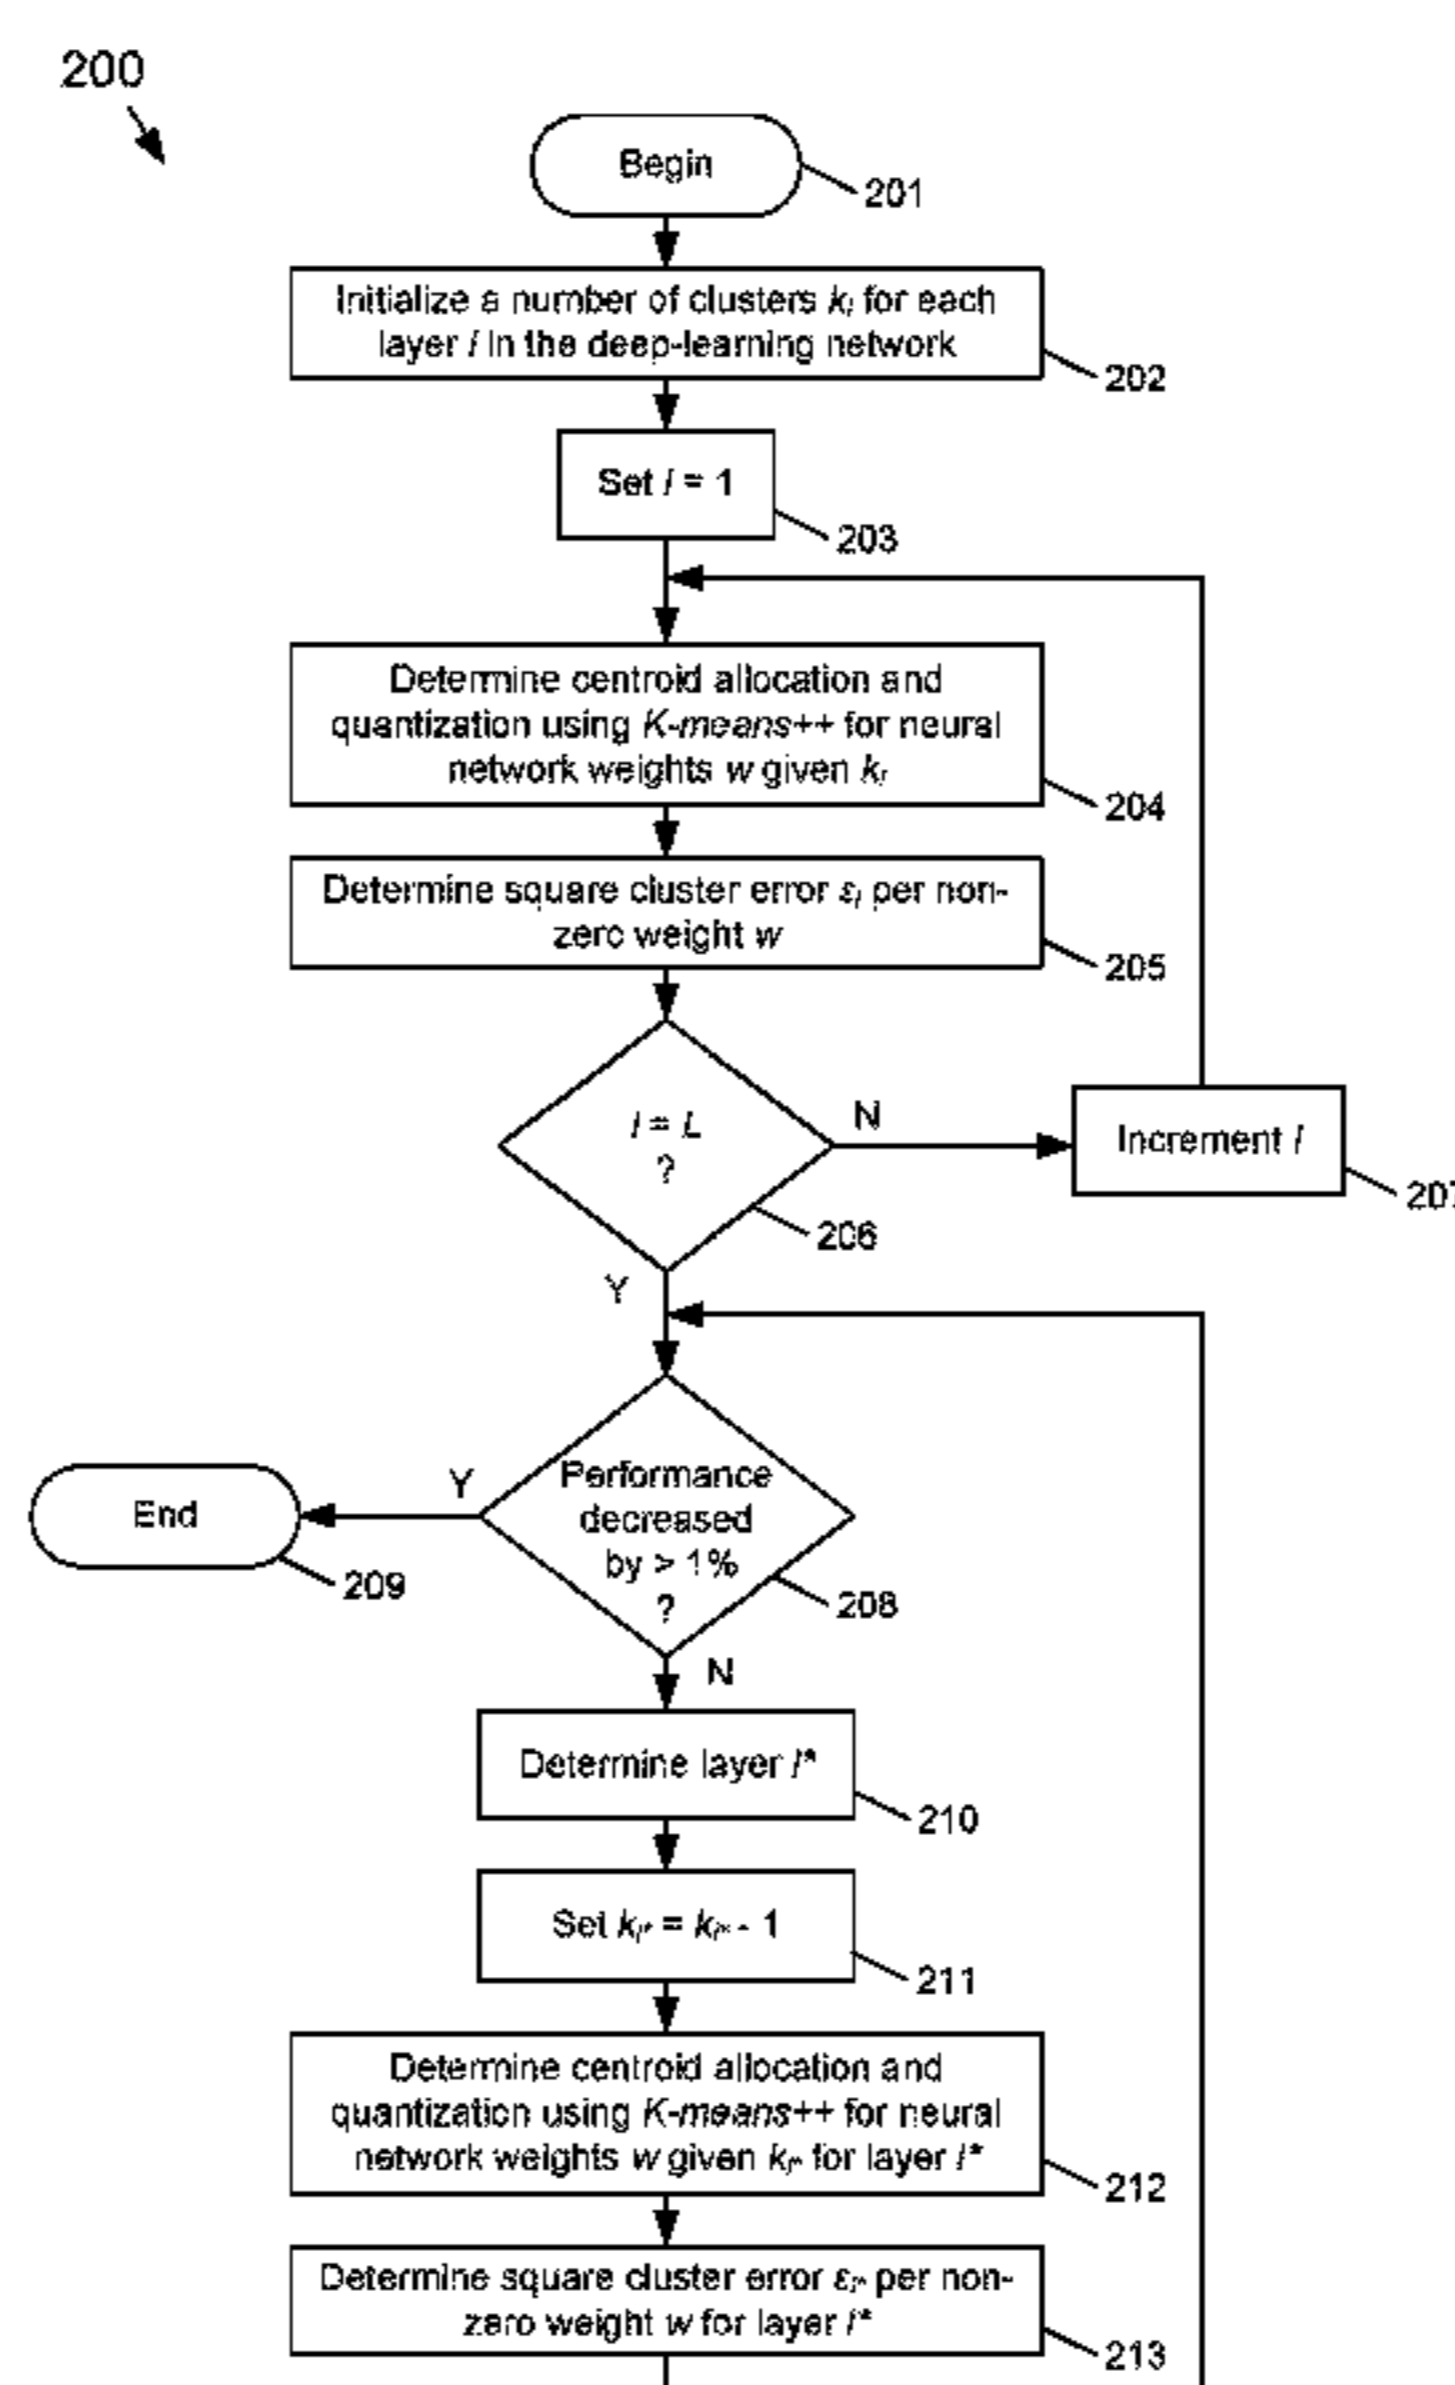 200
Begin
201
Initialize a number of clusters kₗ for each
layer l in the deep-learning network
202
Set l = 1
203
Determine centroid allocation and
quantization using K-means++ for neural
network weights w given kₗ
204
Determine square cluster error εₗ per non-
zero weight w
205
l = L
?
206
N
Increment l
207
Y
Performance
decreased
by > 1%
?
208
Y
End
209
N
Determine layer l*
210
Set kₗ* = kₗ* - 1
211
Determine centroid allocation and
quantization using K-means++ for neural
network weights w given kₗ* for layer l*
212
Determine square cluster error εₗ* per non-
zero weight w for layer l*
213